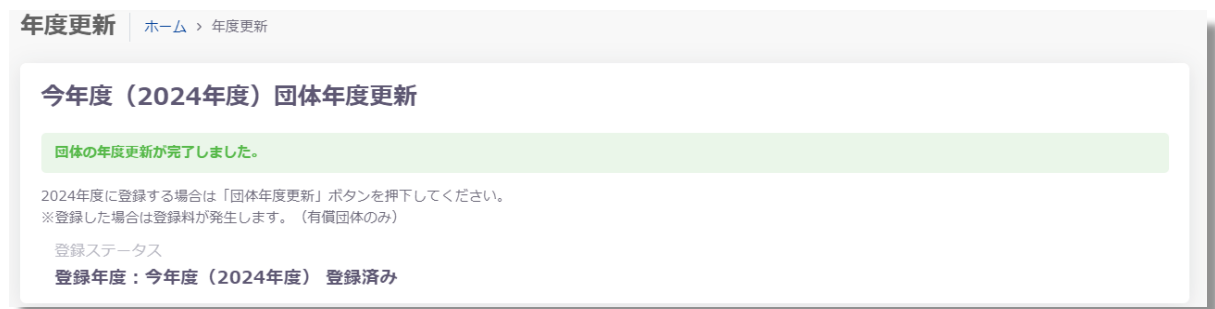 年度更新 ホーム › 年度更新
今年度（2024年度）団体年度更新
団体の年度更新が完了しました。
2024年度に登録する場合は「団体年度更新」ボタンを押下してください。
※登録した場合は登録料が発生します。（有償団体のみ）
登録ステータス
登録年度：今年度（2024年度） 登録済み